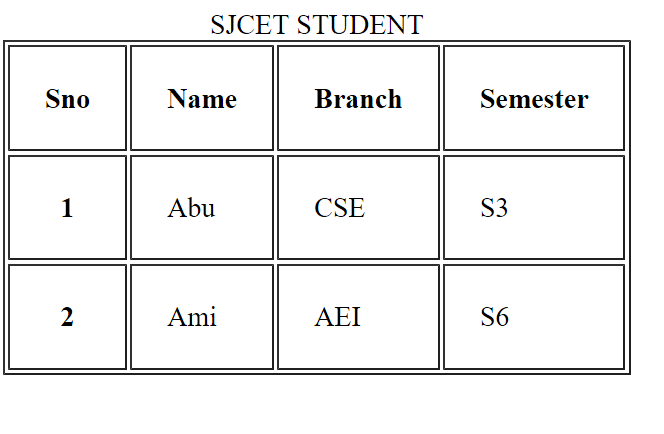 SJCET STUDENT
Sno Name Branch Semester
1 Abu CSE S3
2 Ami AEI S6